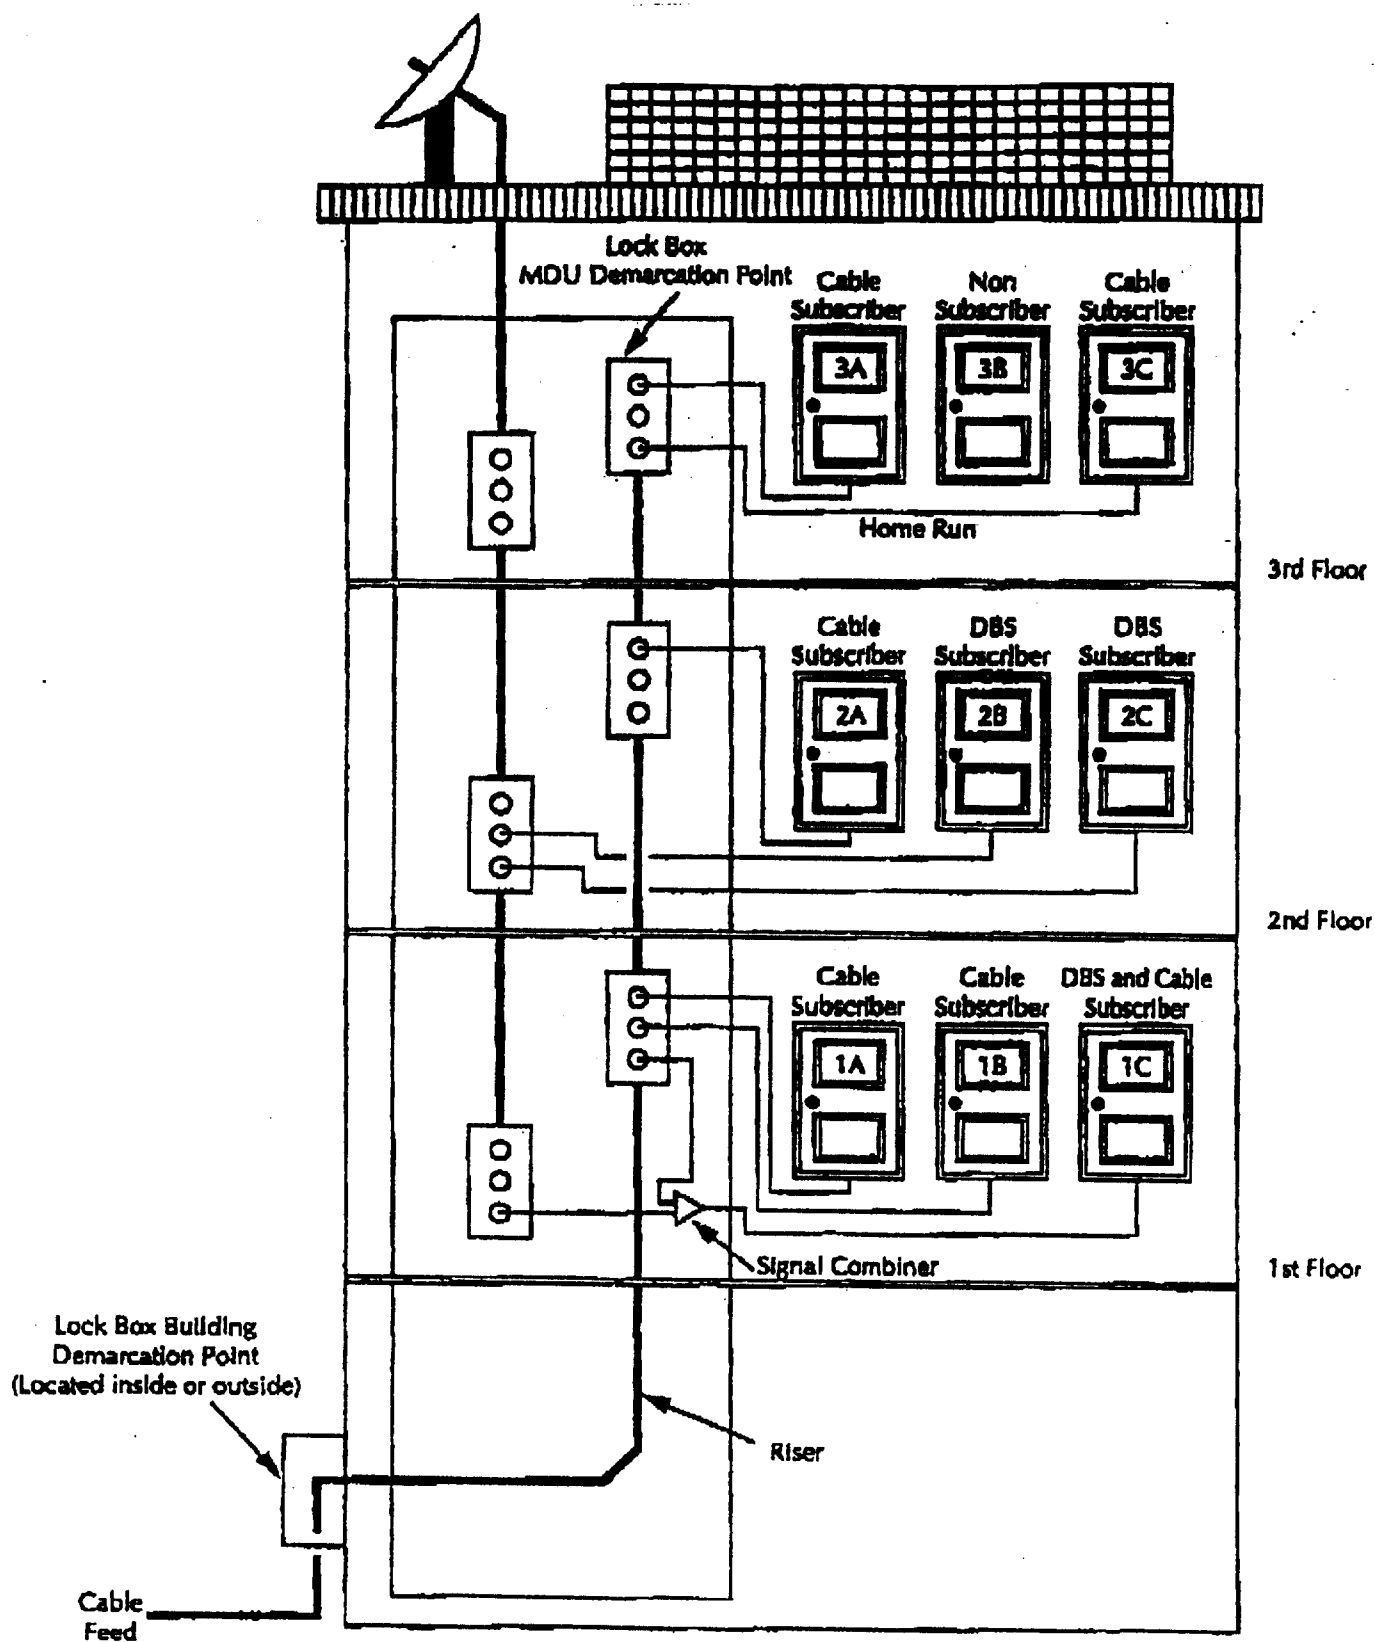 Lock Box
MDU Demarcation Point
Cable
Subscriber
Non
Subscriber
Cable
Subscriber
3A
3B
3C
Home Run
3rd Floor
Cable
Subscriber
DBS
Subscriber
DBS
Subscriber
2A
2B
2C
2nd Floor
Cable
Subscriber
Cable
Subscriber
DBS and Cable
Subscriber
1A
1B
1C
Signal Combiner
1st Floor
Lock Box Building
Demarcation Point
(Located inside or outside)
Riser
Cable
Feed